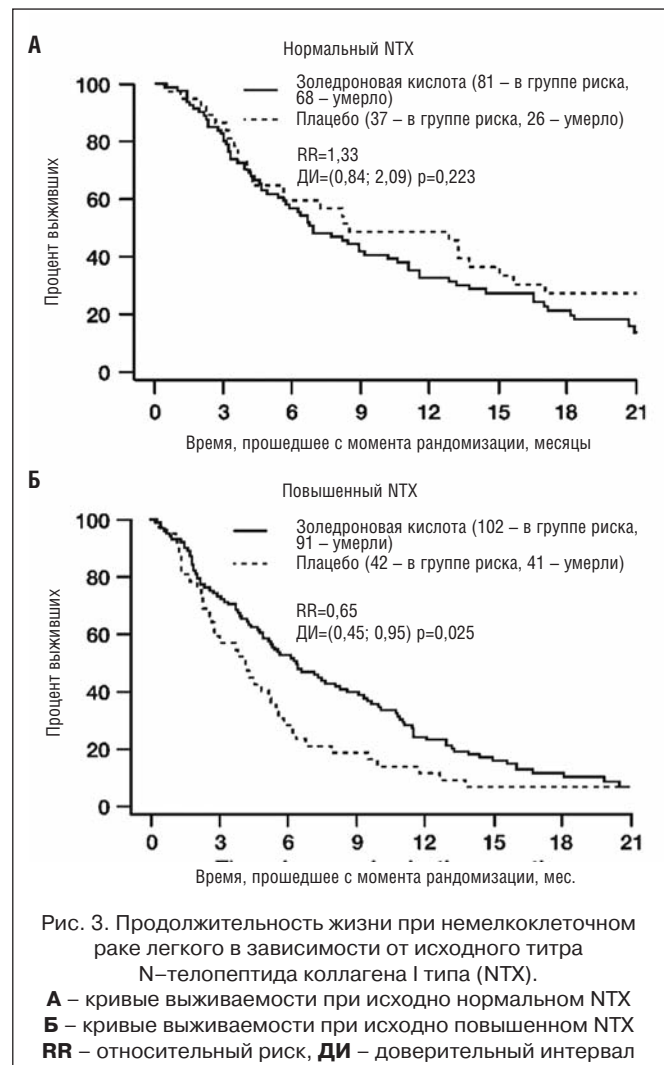 А
Нормальный NTX
Золедроновая кислота (81 – в группе риска,
68 – умерло)
Плацебо (37 – в группе риска, 26 – умерло)
RR=1,33
ДИ=(0,84; 2,09) p=0,223
Процент выживших
100
80
60
40
20
0
0 3 6 9 12 15 18 21
Время, прошедшее с момента рандомизации, месяцы
Б
Повышенный NTX
Золедроновая кислота (102 – в группе риска,
91 – умерли)
Плацебо (42 – в группе риска, 41 – умерли)
RR=0,65
ДИ=(0,45; 0,95) p=0,025
Процент выживших
100
80
60
40
20
0
0 3 6 9 12 15 18 21
Время, прошедшее с момента рандомизации, мес.
Рис. 3. Продолжительность жизни при немелкоклеточном
раке легкого в зависимости от исходного титра
N–телопептида коллагена I типа (NTX).
А – кривые выживаемости при исходно нормальном NTX
Б – кривые выживаемости при исходно повышенном NTX
RR – относительный риск, ДИ – доверительный интервал